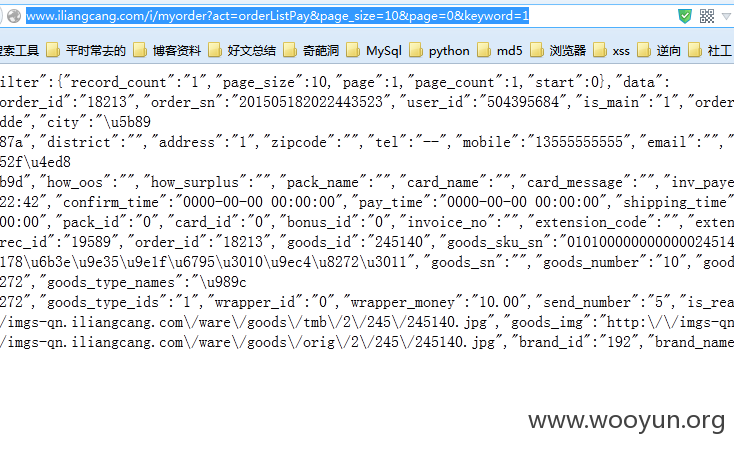 www.iliangcang.com/i/myorder?act=orderListPay&page_size=10&page=0&keyword=1
搜索工具 平时常去的 博客资料 好文总结 奇葩洞 MySql python md5 浏览器 xss 逆向 社工
ilter":{"record_count":"1","page_size":10,"page":1,"page_count":1,"start":0},"data":
order_id":"18213","order_sn":"201505182022443523","user_id":"504395684","is_main":"1","order
dde","city":"\u5b89
87a","district":"","address":"1","zipcode":"","tel":"--","mobile":"13555555555","email":"","
52f\u4ed8
b9d","how_oos":"","how_surplus":"","pack_name":"","card_name":"","card_message":"","inv_paye
22:42","confirm_time":"0000-00-00 00:00:00","pay_time":"0000-00-00 00:00:00","shipping_time"
00:00","pack_id":"0","card_id":"0","bonus_id":"0","invoice_no":"","extension_code":"","exten
rec_id":"19589","order_id":"18213","goods_id":"245140","goods_sku_sn":"010100000000000024514
178\u6b3e\u9e35\u9e1f\u6795\u3010\u9ec4\u8272\u3011","goods_sn":"","goods_number":"10","good
272","goods_type_names":"\u989c
272","goods_type_ids":"1","wrapper_id":"0","wrapper_money":"10.00","send_number":"5","is_rea
/imgs-qn.iliangcang.com\/ware\/goods\/tmb\/2\/245\/245140.jpg","goods_img":"http:\/\/imgs-qn
/imgs-qn.iliangcang.com\/ware\/goods\/orig\/2\/245\/245140.jpg","brand_id":"192","brand_name
www.wooyun.org